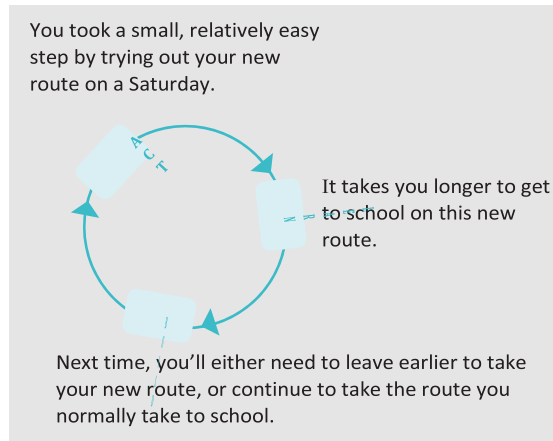 You took a small, relatively easy
step by trying out your new
route on a Saturday.
ACT
It takes you longer to get
to school on this new
route.
Next time, you'll either need to leave earlier to take
your new route, or continue to take the route you
normally take to school.